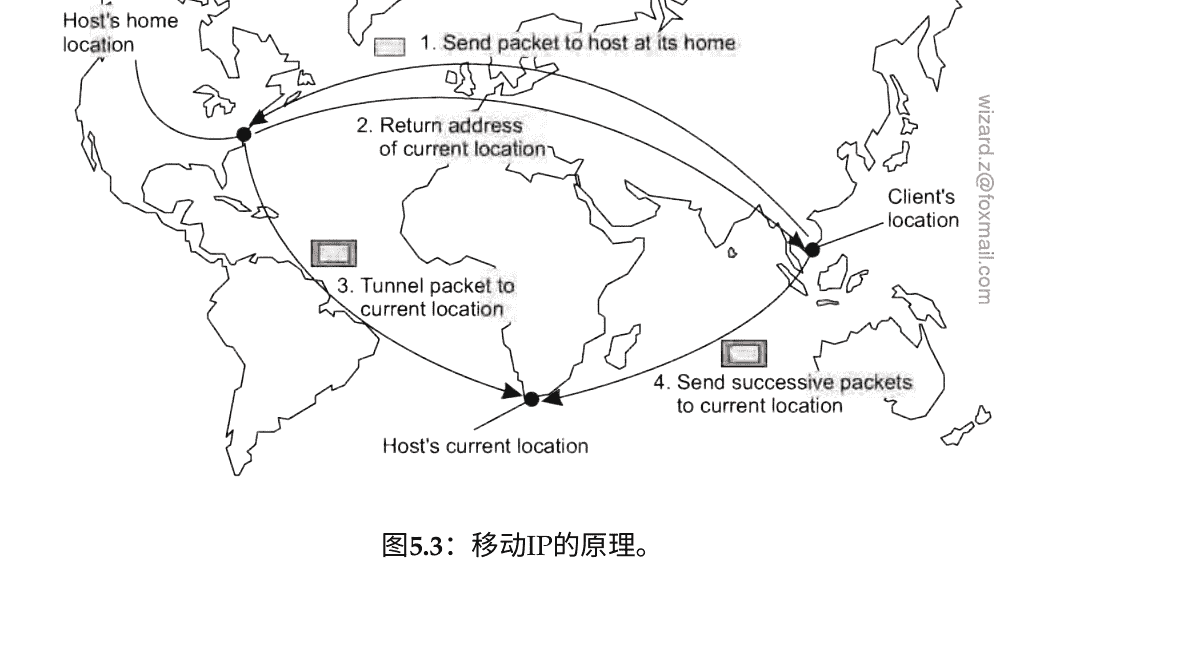 Host's home
location
1. Send packet to host at its home
2. Return address
of current location
Client's
location
3. Tunnel packet to
current location
4. Send successive packets
to current location
Host's current location
wizard.z@foxmail.com
图5.3：移动IP的原理。